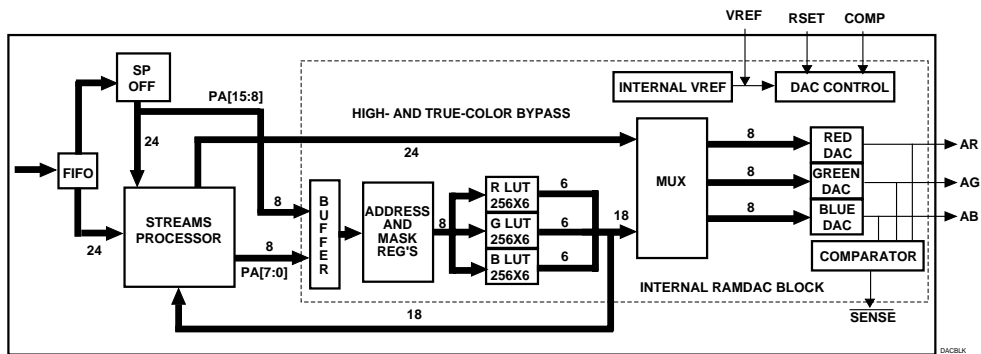 VREF
RSET
COMP
SP
OFF
PA[15:8]
INTERNAL VREF
DAC CONTROL
HIGH- AND TRUE-COLOR BYPASS
24
24
FIFO
STREAMS
PROCESSOR
24
8
8
PA[7:0]
BUFFER
ADDRESS
AND
MASK
REG'S
8
R LUT
256X6
G LUT
256X6
B LUT
256X6
6
6
6
18
MUX
8
8
8
RED
DAC
GREEN
DAC
BLUE
DAC
AR
AG
AB
COMPARATOR
INTERNAL RAMDAC BLOCK
18
SENSE
DACBLK